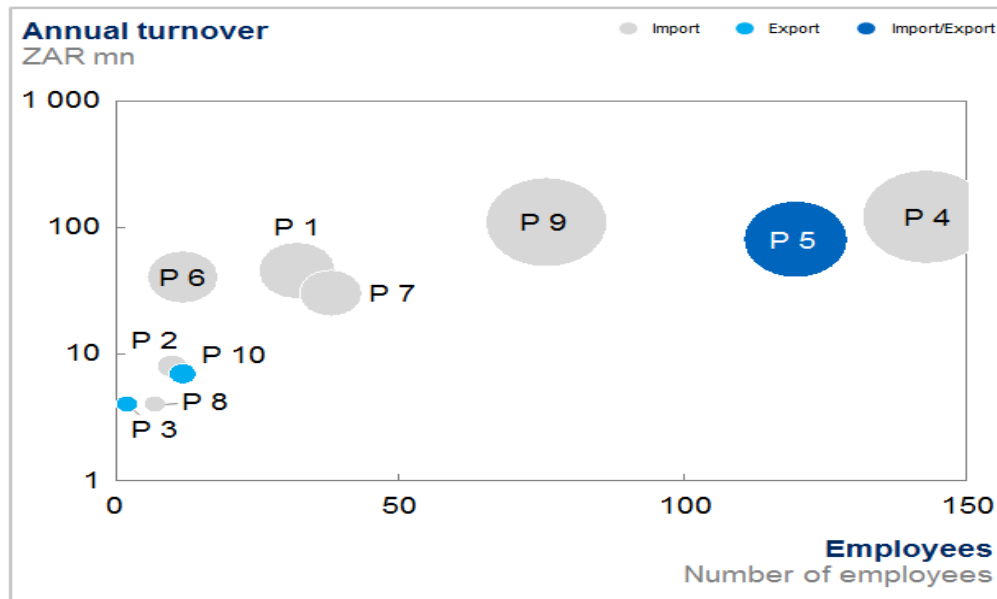 Annual turnover
ZAR mn
Import Export Import/Export
1 000
100
10
1
P 1
P 9
P 5
P 4
P 6
P 7
P 2
P 10
P 8
P 3
0 50 100 150
Employees
Number of employees